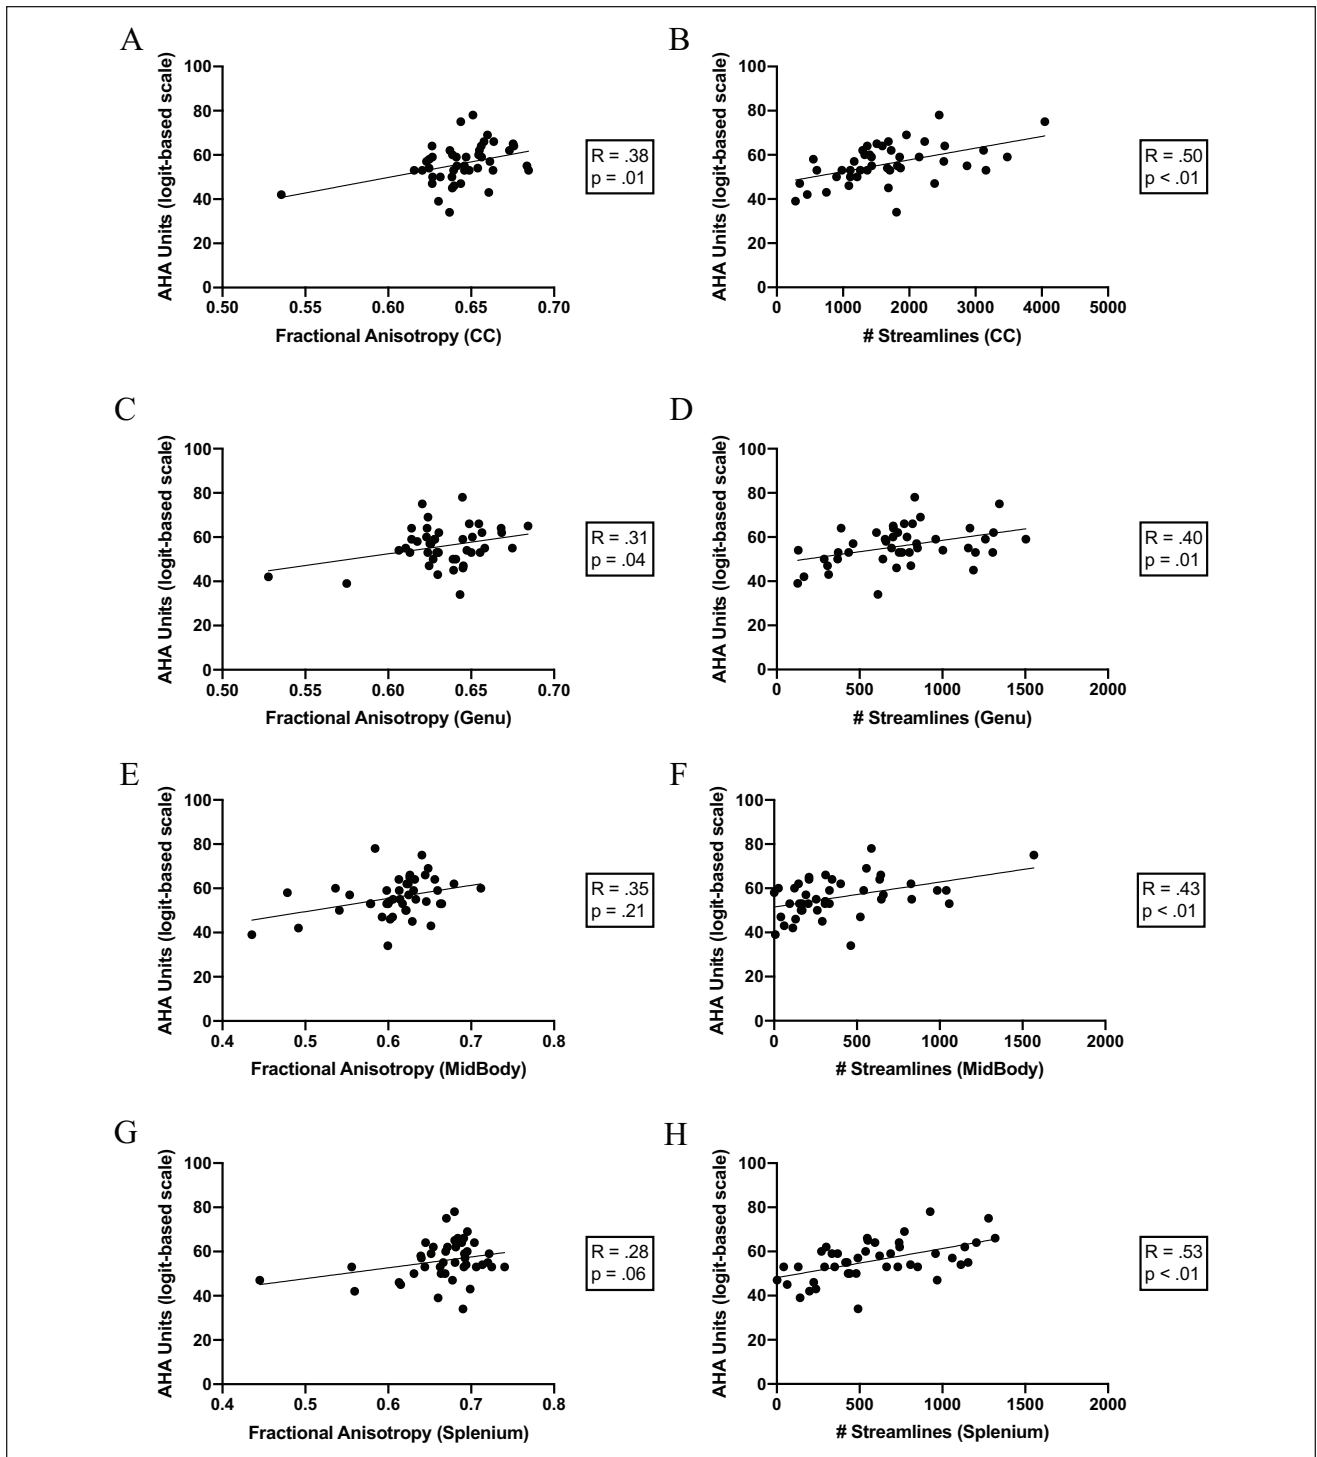 A
AHA Units (logit-based scale)
100
80
60
40
20
0
0.50 0.55 0.60 0.65 0.70
Fractional Anisotropy (CC)
R = .38
p = .01
B
AHA Units (logit-based scale)
100
80
60
40
20
0
0 1000 2000 3000 4000 5000
# Streamlines (CC)
R = .50
p < .01
C
AHA Units (logit-based scale)
100
80
60
40
20
0
0.50 0.55 0.60 0.65 0.70
Fractional Anisotropy (Genu)
R = .31
p = .04
D
AHA Units (logit-based scale)
100
80
60
40
20
0
0 500 1000 1500 2000
# Streamlines (Genu)
R = .40
p = .01
E
AHA Units (logit-based scale)
100
80
60
40
20
0
0.4 0.5 0.6 0.7 0.8
Fractional Anisotropy (MidBody)
R = .35
p = .21
F
AHA Units (logit-based scale)
100
80
60
40
20
0
0 500 1000 1500 2000
# Streamlines (MidBody)
R = .43
p < .01
G
AHA Units (logit-based scale)
100
80
60
40
20
0
0.4 0.5 0.6 0.7 0.8
Fractional Anisotropy (Splenium)
R = .28
p = .06
H
AHA Units (logit-based scale)
100
80
60
40
20
0
0 500 1000 1500 2000
# Streamlines (Splenium)
R = .53
p < .01